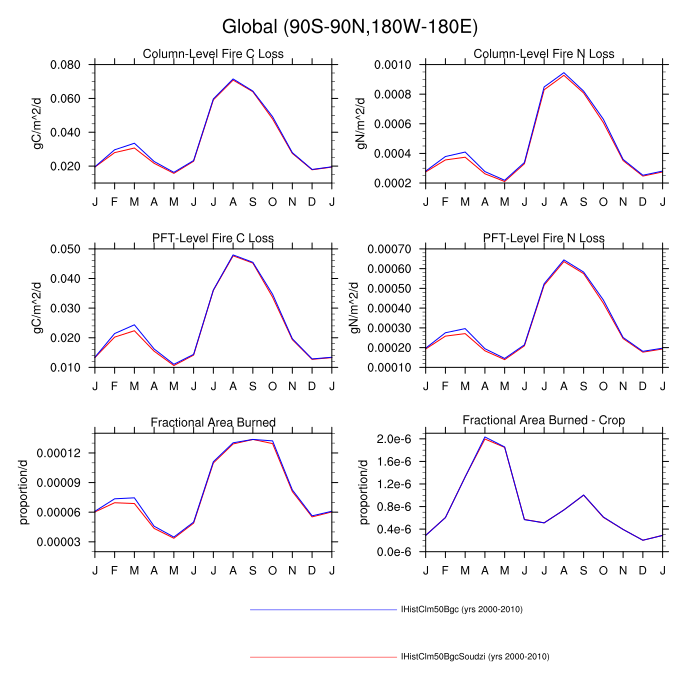 Global (90S-90N,180W-180E)
Column-Level Fire C Loss
gC/m^2/d
0.080
0.060
0.040
0.020
J F M A M J J A S O N D J
Column-Level Fire N Loss
gN/m^2/d
0.0010
0.0008
0.0006
0.0004
0.0002
J F M A M J J A S O N D J
PFT-Level Fire C Loss
gC/m^2/d
0.050
0.040
0.030
0.020
0.010
J F M A M J J A S O N D J
PFT-Level Fire N Loss
gN/m^2/d
0.00070
0.00060
0.00050
0.00040
0.00030
0.00020
0.00010
J F M A M J J A S O N D J
Fractional Area Burned
proportion/d
0.00012
0.00009
0.00006
0.00003
J F M A M J J A S O N D J
Fractional Area Burned - Crop
proportion/d
2.0e-6
1.6e-6
1.2e-6
0.8e-6
0.4e-6
0.0e-6
J F M A M J J A S O N D J
IHistClm50Bgc (yrs 2000-2010)
IHistClm50BgcSoudzi (yrs 2000-2010)